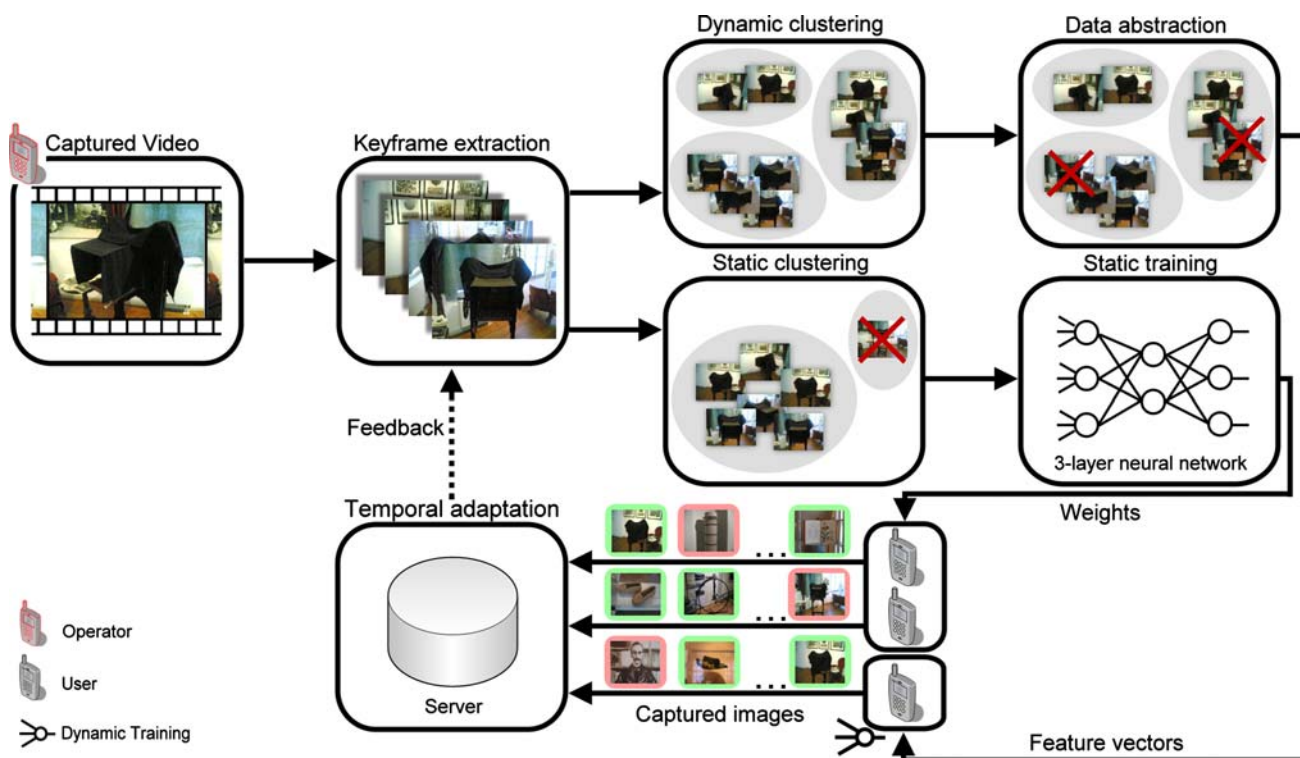 Dynamic clustering
Data abstraction
Captured Video
Keyframe extraction
Static clustering
Static training
3-layer neural network
Feedback
Temporal adaptation
Weights
Operator
User
Server
...
...
...
Captured images
Dynamic Training
Feature vectors